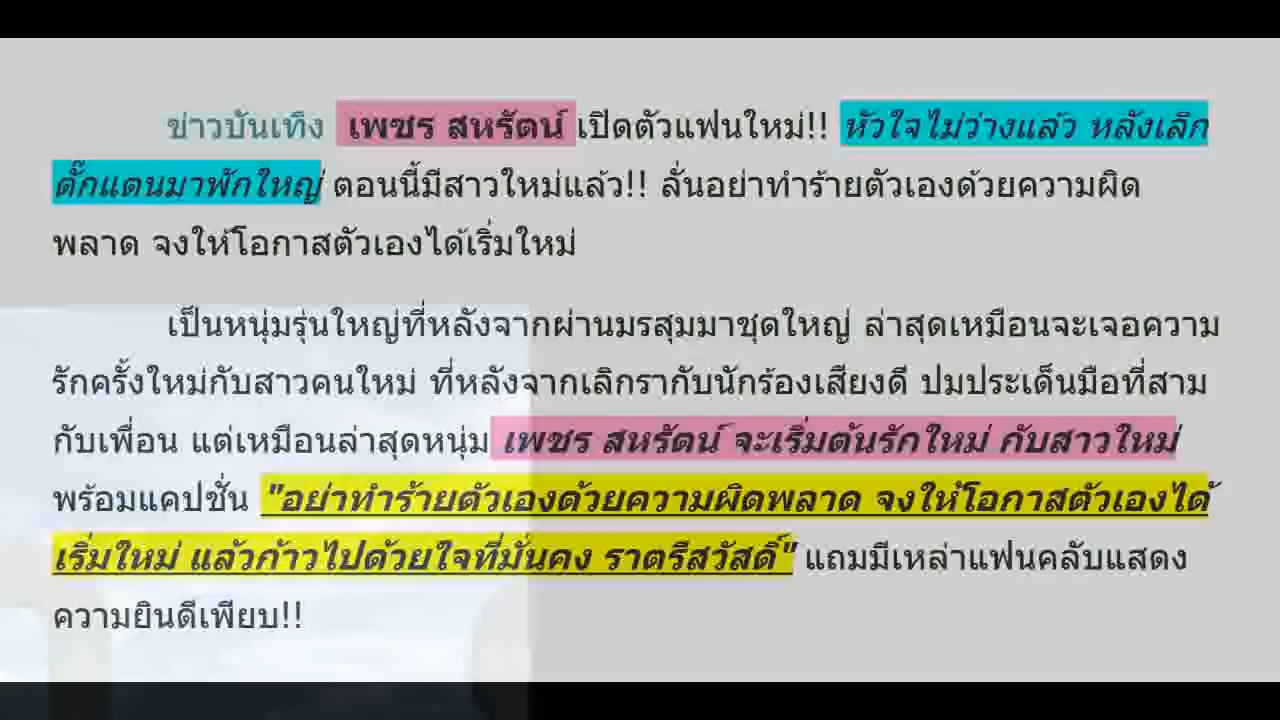 ข่าวบันเทิง เพชร สหรัตน์ เปิดตัวแฟนใหม่!! หัวใจไม่ว่างแล้ว หลังเลิก
ตั๊กแตนมาพักใหญ่ ตอนนี้มีสาวใหม่แล้ว!! ลั่นอย่าทำร้ายตัวเองด้วยความผิด
พลาด จงให้โอกาสตัวเองได้เริ่มใหม่
เป็นหนุ่มรุ่นใหญ่ที่หลังจากผ่านมรสุมมาชุดใหญ่ ล่าสุดเหมือนจะเจอความ
รักครั้งใหม่กับสาวคนใหม่ ที่หลังจากเลิกรากับนักร้องเสียงดี ปมประเด็นมือที่สาม
กับเพื่อน แต่เหมือนล่าสุดหนุ่ม เพชร สหรัตน์ จะเริ่มต้นรักใหม่ กับสาวใหม่
พร้อมแคปชั่น "อย่าทำร้ายตัวเองด้วยความผิดพลาด จงให้โอกาสตัวเองได้
เริ่มใหม่ แล้วก้าวไปด้วยใจที่มั่นคง ราตรีสวัสดิ์" แถมมีเหล่าแฟนคลับแสดง
ความยินดีเพียบ!!